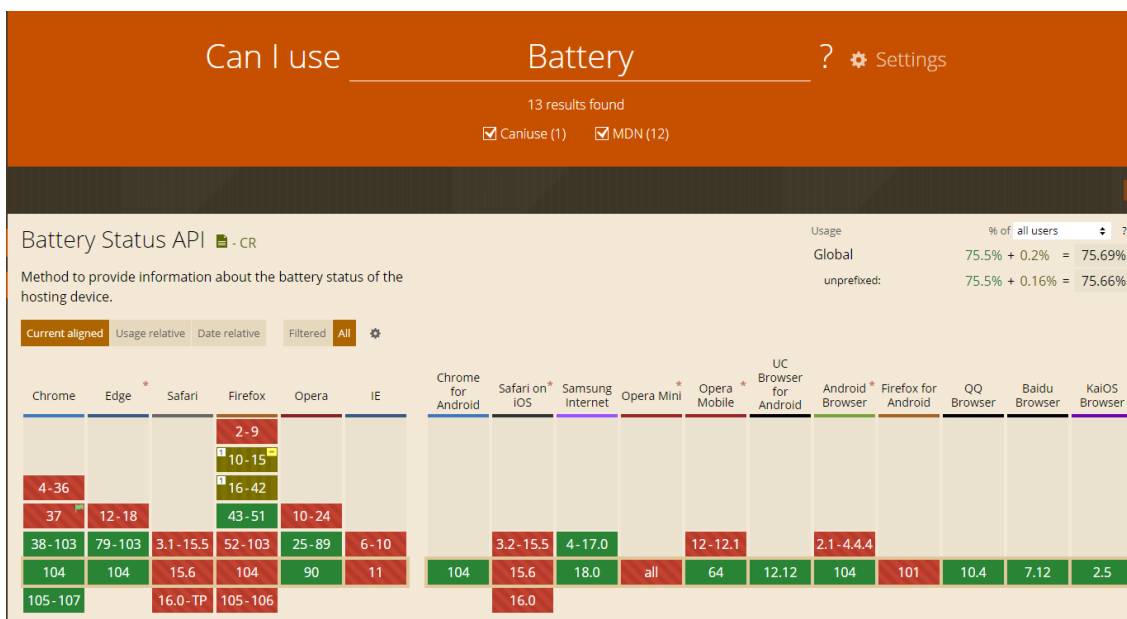 Can I use Battery ? Settings
13 results found
Caniuse (1) MDN (12)
Battery Status API - CR
Method to provide information about the battery status of the
hosting device.
Usage % of all users ?
Global 75.5% + 0.2% = 75.69%
unprefixed: 75.5% + 0.16% = 75.66%
Current aligned Usage relative Date relative Filtered All
Chrome Edge * Safari Firefox Opera IE Chrome for Android Safari on iOS * Samsung Internet Opera Mini * Opera Mobile * UC Browser for Android Android Browser * Firefox for Android QQ Browser Baidu Browser KaiOS Browser
2-9
1 10-15
4-36 1 16-42
37 12-18 43-51 10-24
38-103 79-103 3.1-15.5 52-103 25-89 6-10 3.2-15.5 4-17.0 12-12.1 2.1-4.4.4
104 104 15.6 104 90 11 104 15.6 18.0 all 64 12.12 104 101 10.4 7.12 2.5
105-107 16.0-TP 105-106 16.0